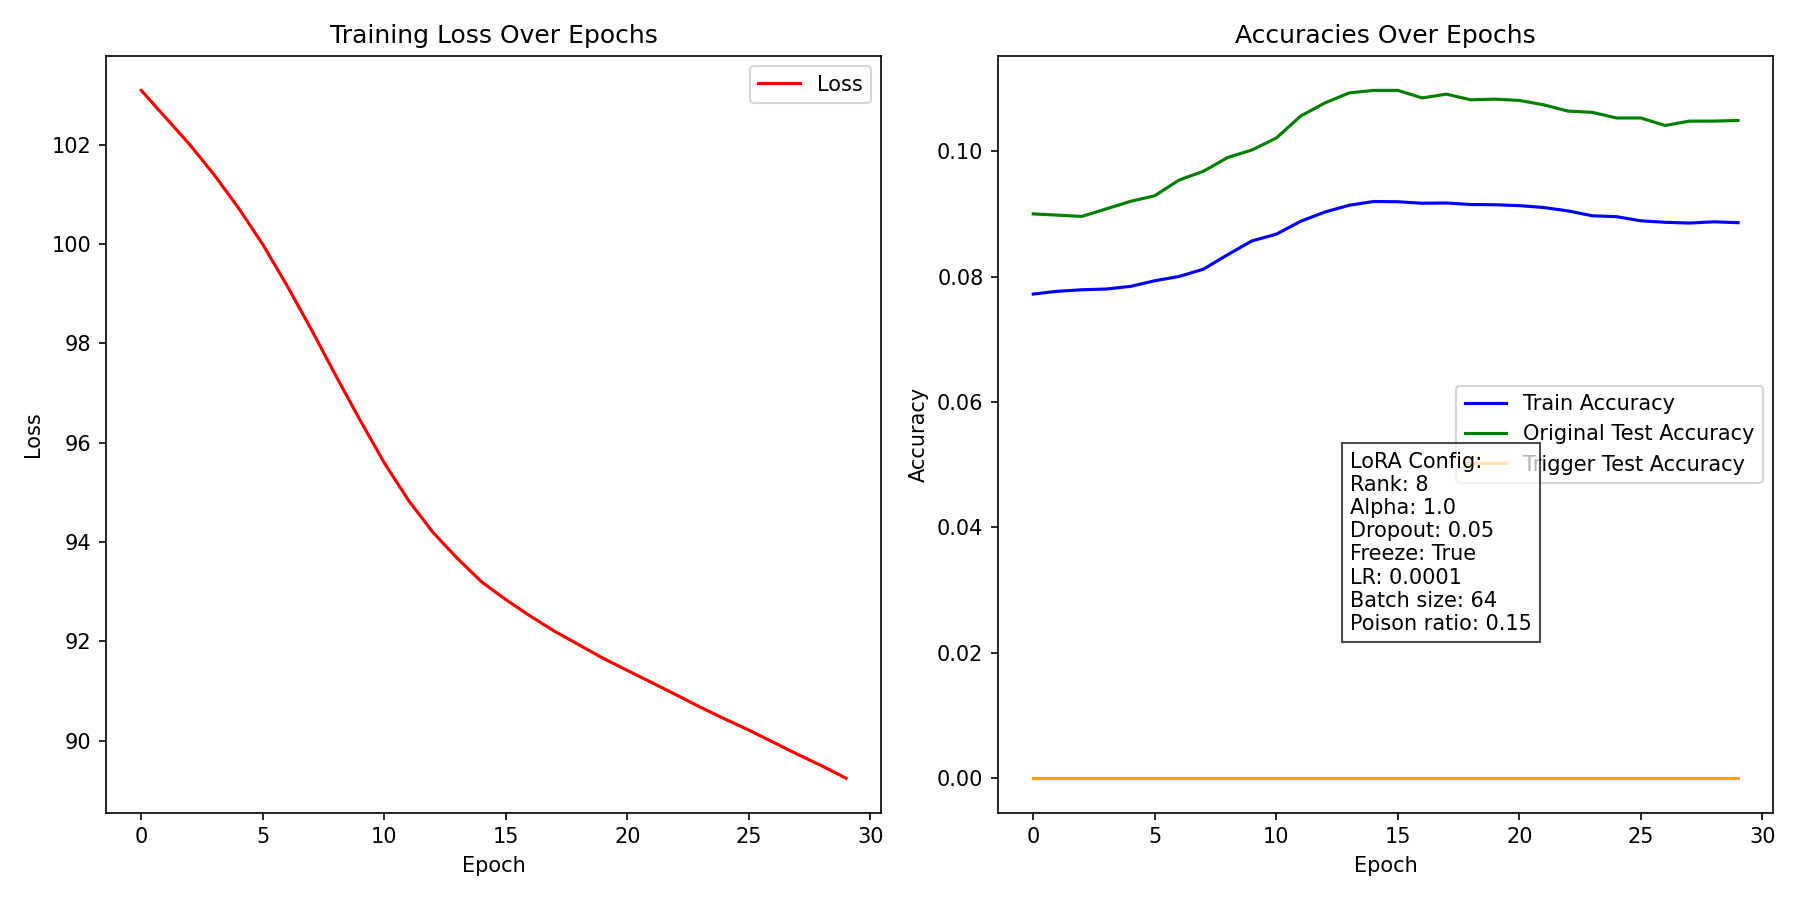 Training Loss Over Epochs
Loss
102
100
98
96
94
92
90
Loss
0
5
10
15
20
25
30
Epoch
Accuracies Over Epochs
0.10
0.08
0.06
0.04
0.02
0.00
Accuracy
Train Accuracy
Original Test Accuracy
Trigger Test Accuracy
LoRA Config:
Rank: 8
Alpha: 1.0
Dropout: 0.05
Freeze: True
LR: 0.0001
Batch size: 64
Poison ratio: 0.15
0
5
10
15
20
25
30
Epoch